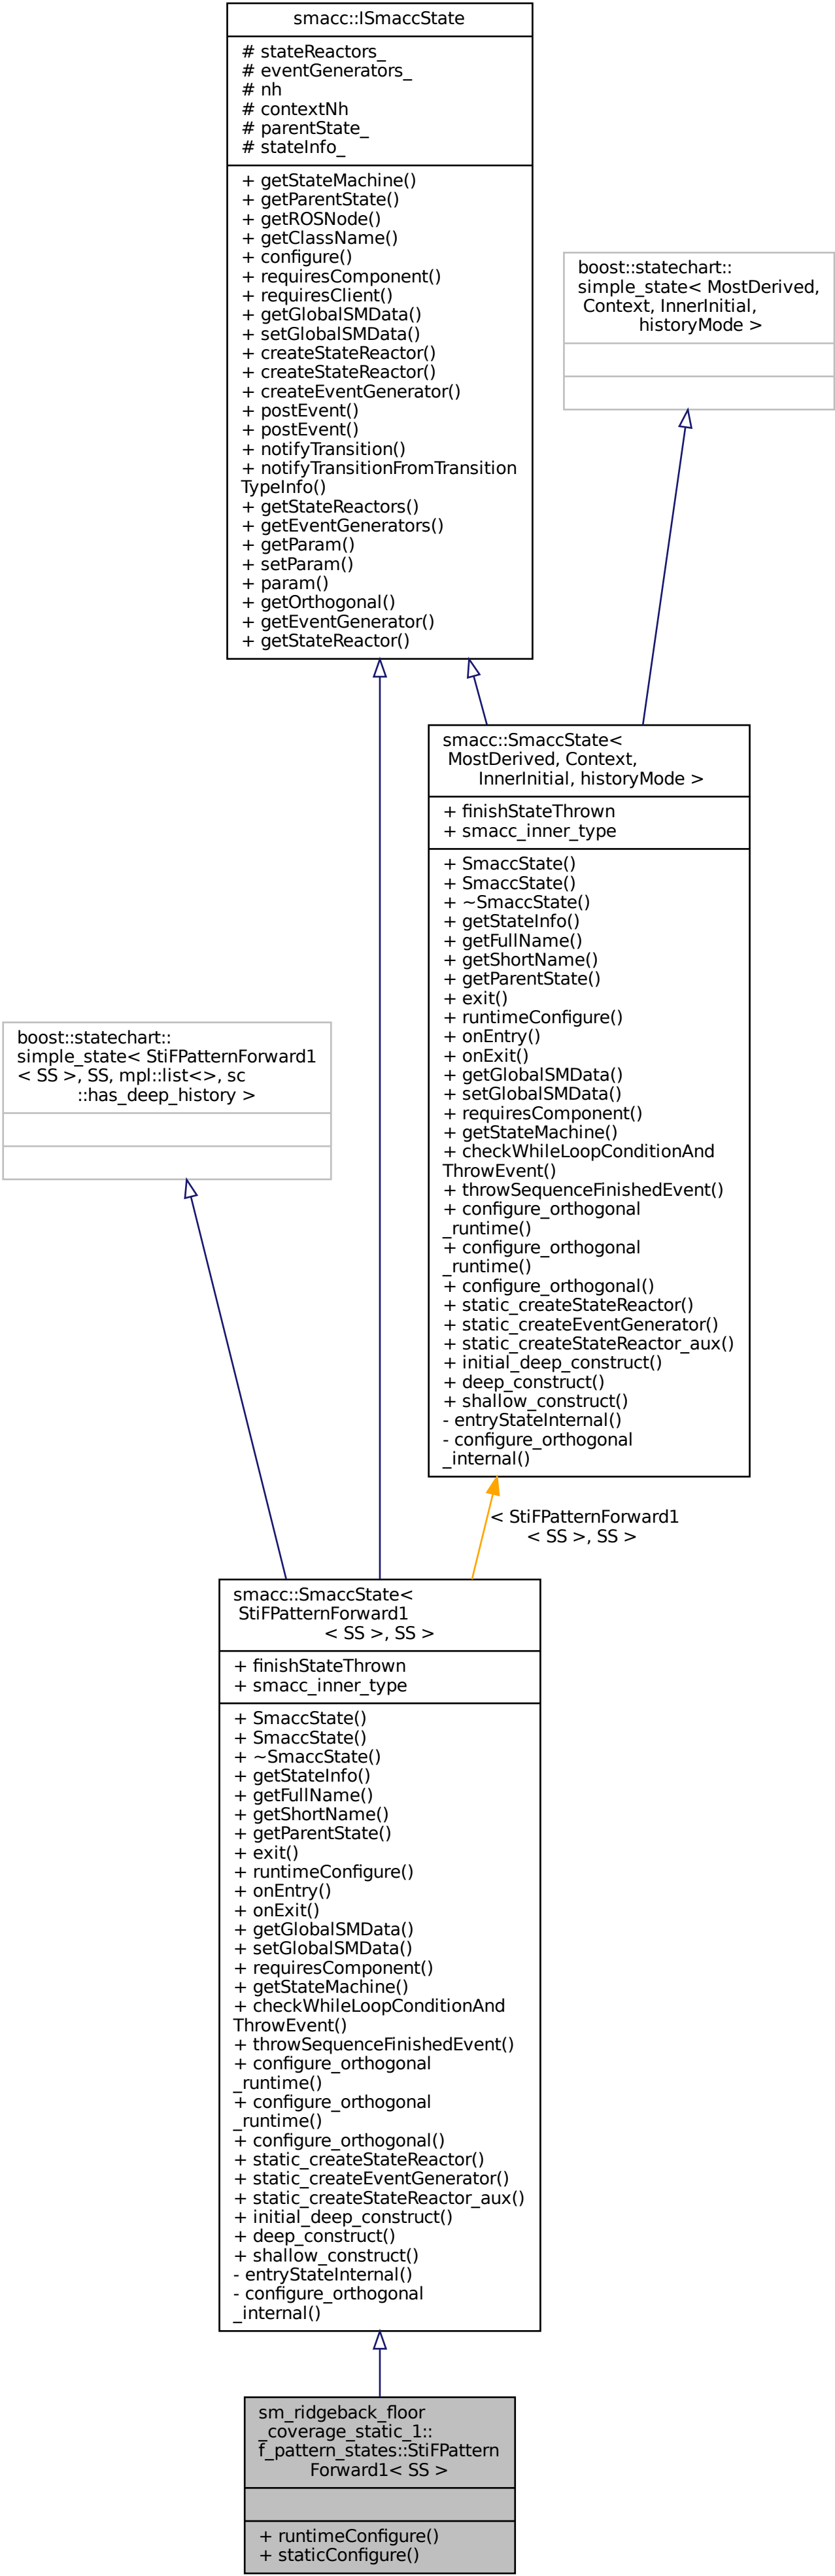 smacc::ISmaccState
# stateReactors_
# eventGenerators_
# nh
# contextNh
# parentState_
# stateInfo_
+ getStateMachine()
+ getParentState()
+ getROSNode()
+ getClassName()
+ configure()
+ requiresComponent()
+ requiresClient()
+ getGlobalSMData()
+ setGlobalSMData()
+ createStateReactor()
+ createStateReactor()
+ createEventGenerator()
+ postEvent()
+ postEvent()
+ notifyTransition()
+ notifyTransitionFromTransition
TypeInfo()
+ getStateReactors()
+ getEventGenerators()
+ getParam()
+ setParam()
+ param()
+ getOrthogonal()
+ getEventGenerator()
+ getStateReactor()
boost::statechart::
simple_state< MostDerived,
Context, InnerInitial,
historyMode >
smacc::SmaccState<
MostDerived, Context,
InnerInitial, historyMode >
+ finishStateThrown
+ smacc_inner_type
+ SmaccState()
+ SmaccState()
+ ~SmaccState()
+ getStateInfo()
+ getFullName()
+ getShortName()
+ getParentState()
+ exit()
+ runtimeConfigure()
+ onEntry()
+ onExit()
+ getGlobalSMData()
+ setGlobalSMData()
+ requiresComponent()
+ getStateMachine()
+ checkWhileLoopConditionAnd
ThrowEvent()
+ throwSequenceFinishedEvent()
+ configure_orthogonal
_runtime()
+ configure_orthogonal
_runtime()
+ configure_orthogonal()
+ static_createStateReactor()
+ static_createEventGenerator()
+ static_createStateReactor_aux()
+ initial_deep_construct()
+ deep_construct()
+ shallow_construct()
- entryStateInternal()
- configure_orthogonal
_internal()
boost::statechart::
simple_state< StiFPatternForward1
< SS >, SS, mpl::list<>, sc
::has_deep_history >
< StiFPatternForward1
< SS >, SS >
smacc::SmaccState<
StiFPatternForward1
< SS >, SS >
+ finishStateThrown
+ smacc_inner_type
+ SmaccState()
+ SmaccState()
+ ~SmaccState()
+ getStateInfo()
+ getFullName()
+ getShortName()
+ getParentState()
+ exit()
+ runtimeConfigure()
+ onEntry()
+ onExit()
+ getGlobalSMData()
+ setGlobalSMData()
+ requiresComponent()
+ getStateMachine()
+ checkWhileLoopConditionAnd
ThrowEvent()
+ throwSequenceFinishedEvent()
+ configure_orthogonal
_runtime()
+ configure_orthogonal
_runtime()
+ configure_orthogonal()
+ static_createStateReactor()
+ static_createEventGenerator()
+ static_createStateReactor_aux()
+ initial_deep_construct()
+ deep_construct()
+ shallow_construct()
- entryStateInternal()
- configure_orthogonal
_internal()
sm_ridgeback_floor
_coverage_static_1::
f_pattern_states::StiFPattern
Forward1< SS >
+ runtimeConfigure()
+ staticConfigure()